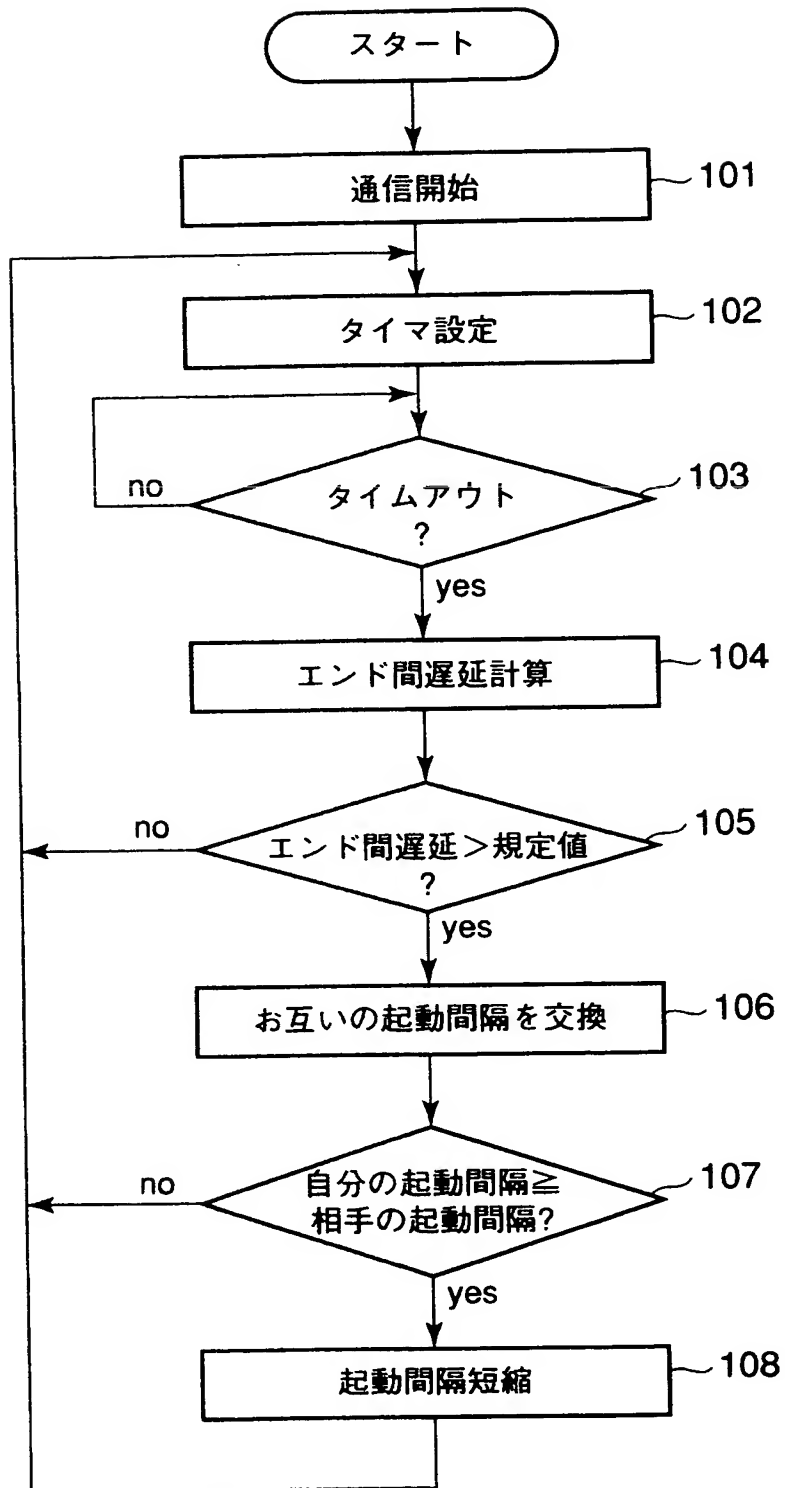 スタート
通信開始
101
タイマ設定
102
タイムアウト
?
103
no
yes
エンド間遅延計算
104
エンド間遅延>規定値
?
105
no
yes
お互いの起動間隔を交換
106
自分の起動間隔≧
相手の起動間隔?
107
no
yes
起動間隔短縮
108